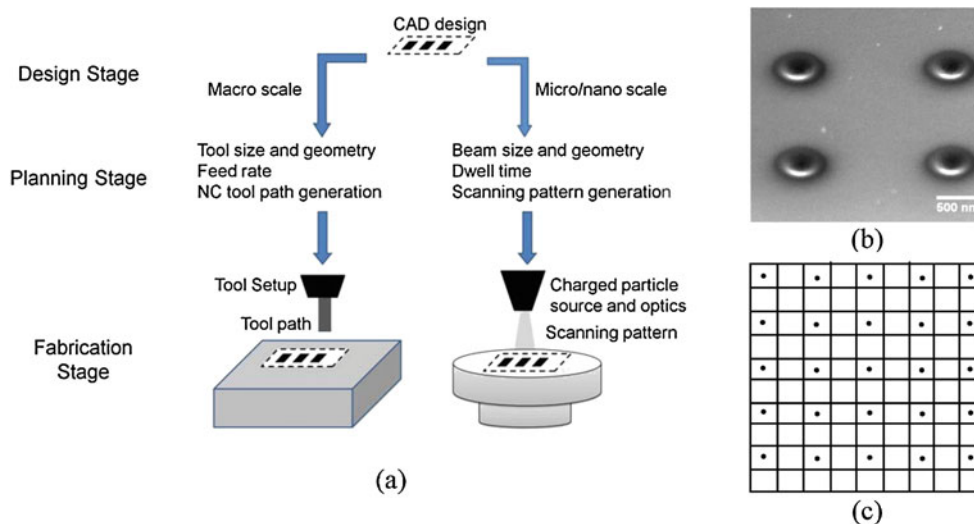 CAD design
Design Stage
Macro scale
Micro/nano scale
Planning Stage
Tool size and geometry
Feed rate
NC tool path generation
Beam size and geometry
Dwell time
Scanning pattern generation
Fabrication
Stage
Tool Setup
Tool path
Charged particle
source and optics
Scanning pattern
(a)
500 nm
(b)
(c)